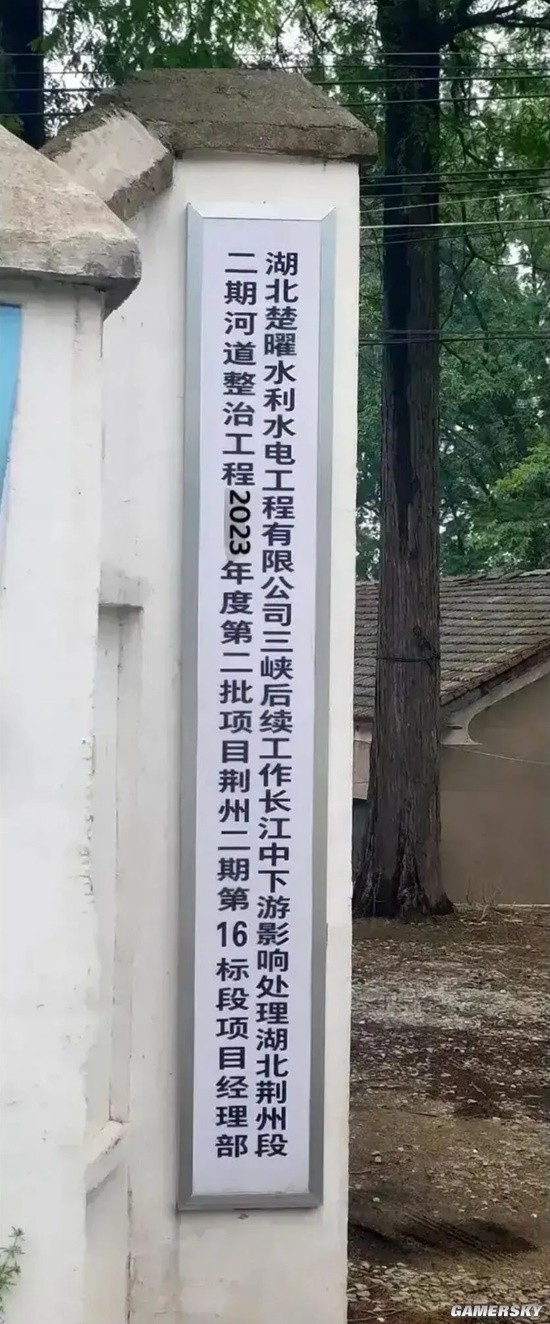 湖北楚曜水利水电工程有限公司三峡后续工作长江中下游影响处理湖北荆州段
二期河道整治工程2023年度第二批项目荆州二期第16标段项目经理部
GAMERSKY